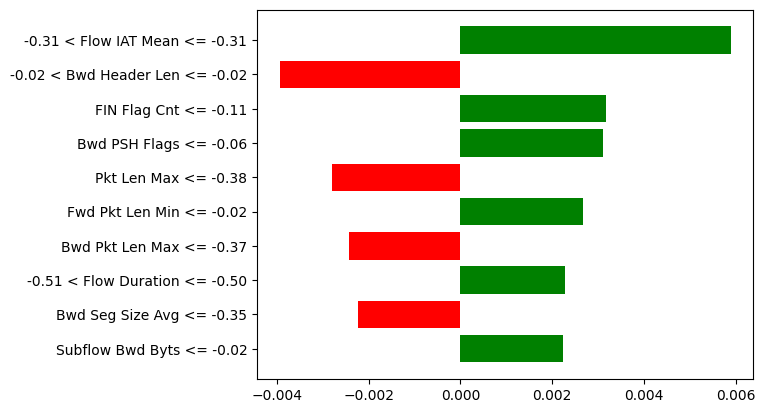 -0.31 < Flow IAT Mean <= -0.31
-0.02 < Bwd Header Len <= -0.02
FIN Flag Cnt <= -0.11
Bwd PSH Flags <= -0.06
Pkt Len Max <= -0.38
Fwd Pkt Len Min <= -0.02
Bwd Pkt Len Max <= -0.37
-0.51 < Flow Duration <= -0.50
Bwd Seg Size Avg <= -0.35
Subflow Bwd Byts <= -0.02
−0.004 −0.002 0.000 0.002 0.004 0.006